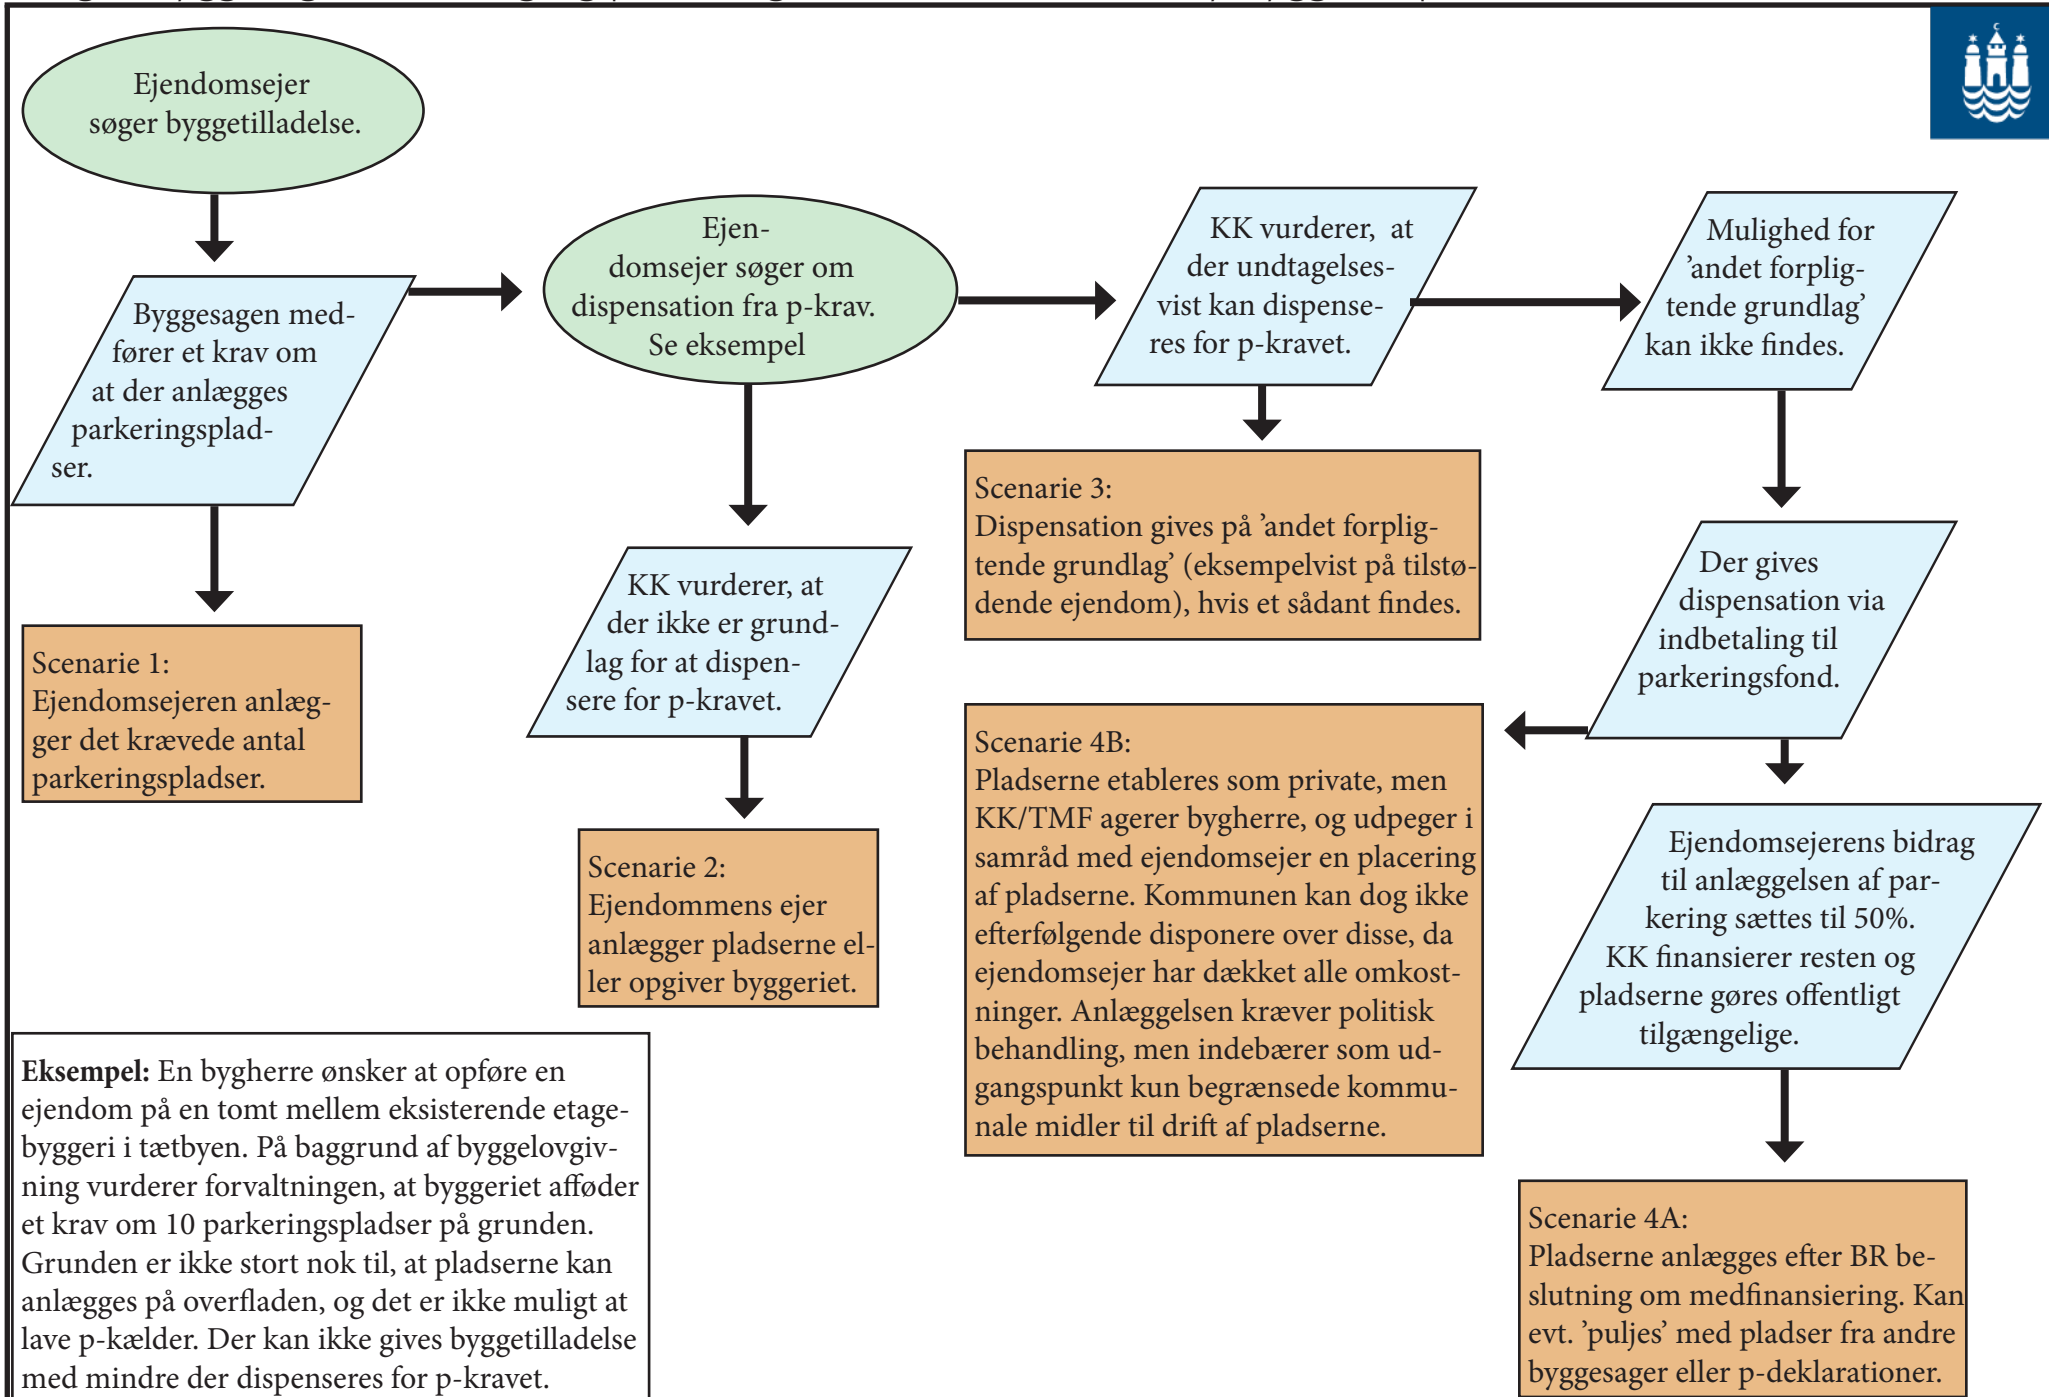 Ejendomsejer
søger byggetilladelse.
Byggesagen med-
fører et krav om
at der anlægges
parkeringsplad-
ser.
Scenarie 1:
Ejendomsejeren anlæg-
ger det krævede antal
parkeringspladser.
Ejen-
domsejer søger om
dispensation fra p-krav.
Se eksempel
KK vurderer, at
der ikke er grund-
lag for at dispen-
sere for p-kravet.
Scenarie 2:
Ejendommens ejer
anlægger pladserne el-
ler opgiver byggeriet.
KK vurderer, at
der undtagelses-
vist kan dispense-
res for p-kravet.
Scenarie 3:
Dispensation gives på ’andet forplig-
tende grundlag’ (eksempelvist på tilstø-
dende ejendom), hvis et sådant findes.
Mulighed for
’andet forplig-
tende grundlag’
kan ikke findes.
Der gives
dispensation via
indbetaling til
parkeringsfond.
Scenarie 4B:
Pladserne etableres som private, men
KK/TMF agerer bygherre, og udpeger i
samråd med ejendomsejer en placering
af pladserne. Kommunen kan dog ikke
efterfølgende disponere over disse, da
ejendomsejer har dækket alle omkost-
ninger. Anlæggelsen kræver politisk
behandling, men indebærer som ud-
gangspunkt kun begrænsede kommu-
nale midler til drift af pladserne.
Ejendomsejerens bidrag
til anlæggelsen af par-
kering sættes til 50%.
KK finansierer resten og
pladserne gøres offentligt
tilgængelige.
Scenarie 4A:
Pladserne anlægges efter BR be-
slutning om medfinansiering. Kan
evt. ’puljes’ med pladser fra andre
byggesager eller p-deklarationer.
Eksempel: En bygherre ønsker at opføre en
ejendom på en tomt mellem eksisterende etage-
byggeri i tætbyen. På baggrund af byggelovgiv-
ning vurderer forvaltningen, at byggeriet afføder
et krav om 10 parkeringspladser på grunden.
Grunden er ikke stort nok til, at pladserne kan
anlægges på overfladen, og det er ikke muligt at
lave p-kælder. Der kan ikke gives byggetilladelse
med mindre der dispenseres for p-kravet.